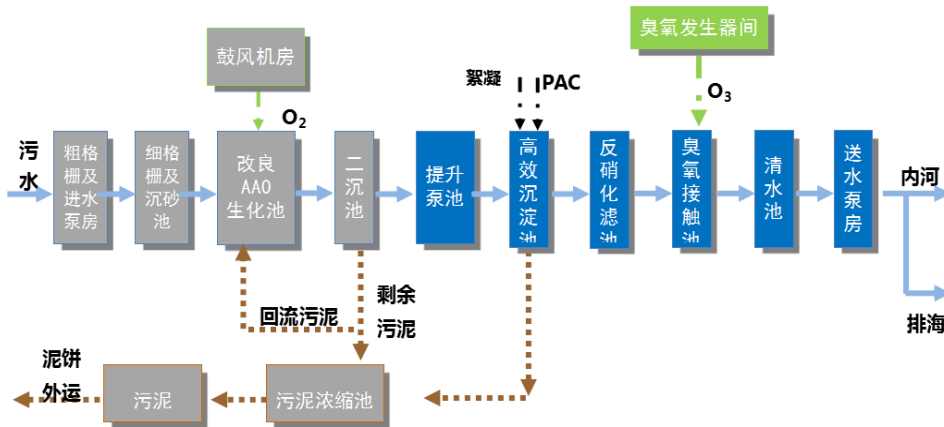 臭氧发生器间
鼓风机房
絮凝
PAC
O₃
O₂
污
水
粗格
栅及
进水
泵房
细格
栅及
沉砂
池
改良
AAO
生化池
二
沉
池
提升
泵池
高
效
沉
淀
池
反
硝
化
滤
池
臭
氧
接
触
池
清
水
池
送
水
泵
房
内河
排海
回流污泥
剩余
污泥
泥饼
外运
污泥
污泥浓缩池